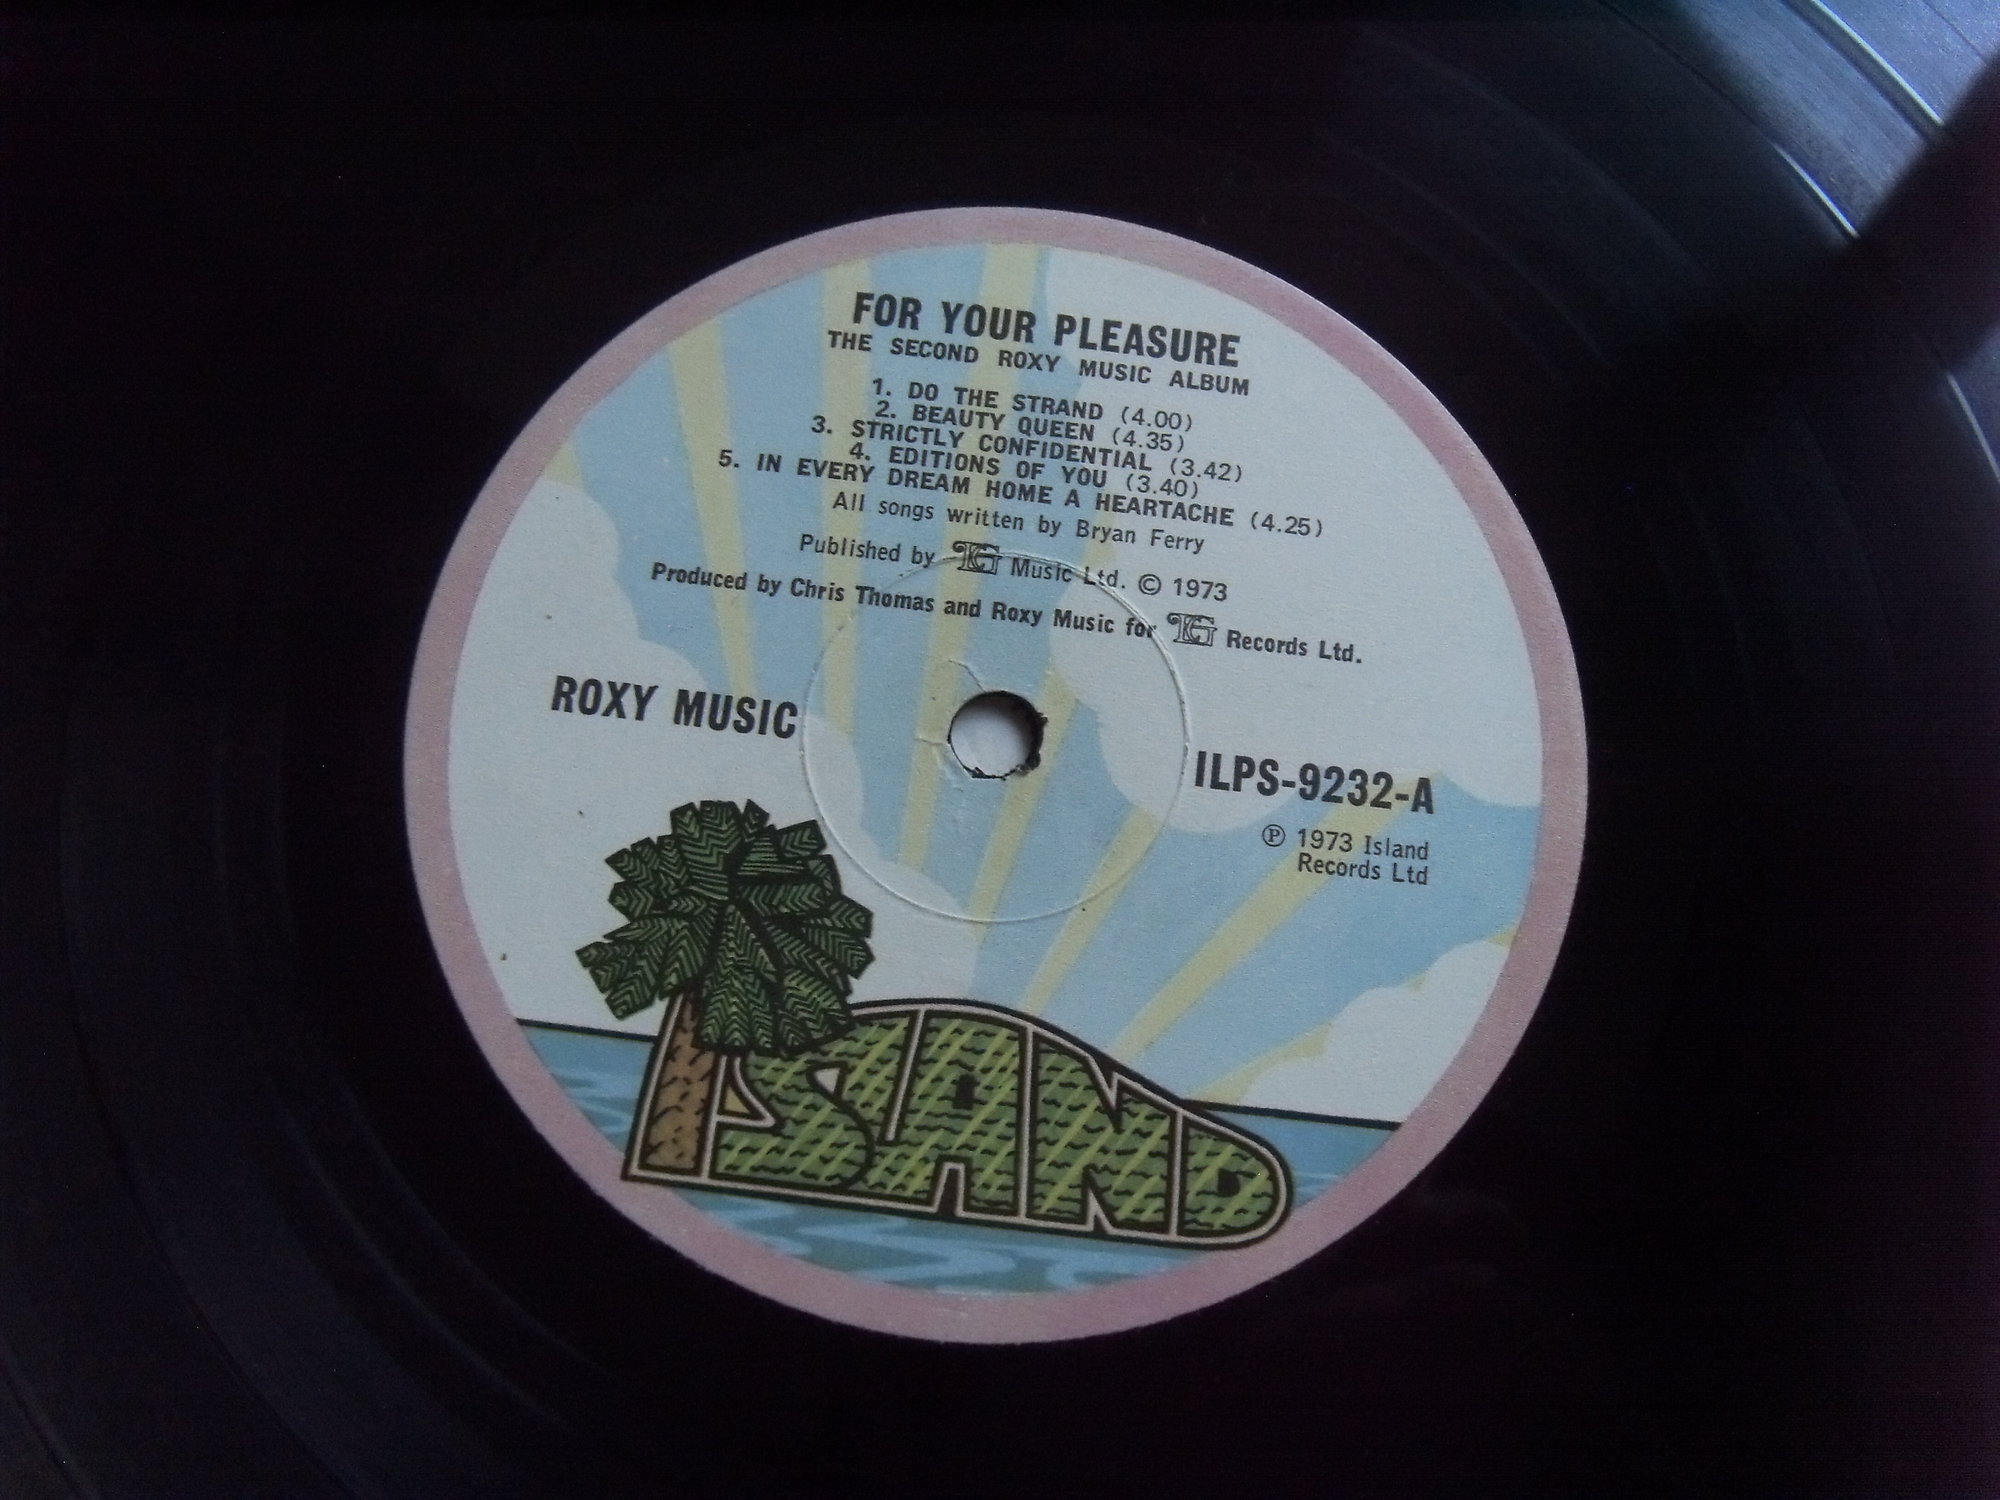 FOR YOUR PLEASURE
THE SECOND ROXY MUSIC ALBUM
1. DO THE STRAND (4.00)
2. BEAUTY QUEEN (4.35)
3. STRICTLY CONFIDENTIAL (3.42)
4. EDITIONS OF YOU (3.40)
5. IN EVERY DREAM HOME A HEARTACHE (4.25)
All songs written by Bryan Ferry
Published by EG Music Ltd. © 1973
Produced by Chris Thomas and Roxy Music for EG Records Ltd.
ROXY MUSIC
ILPS-9232-A
℗ 1973 Island
Records Ltd
ISLAND